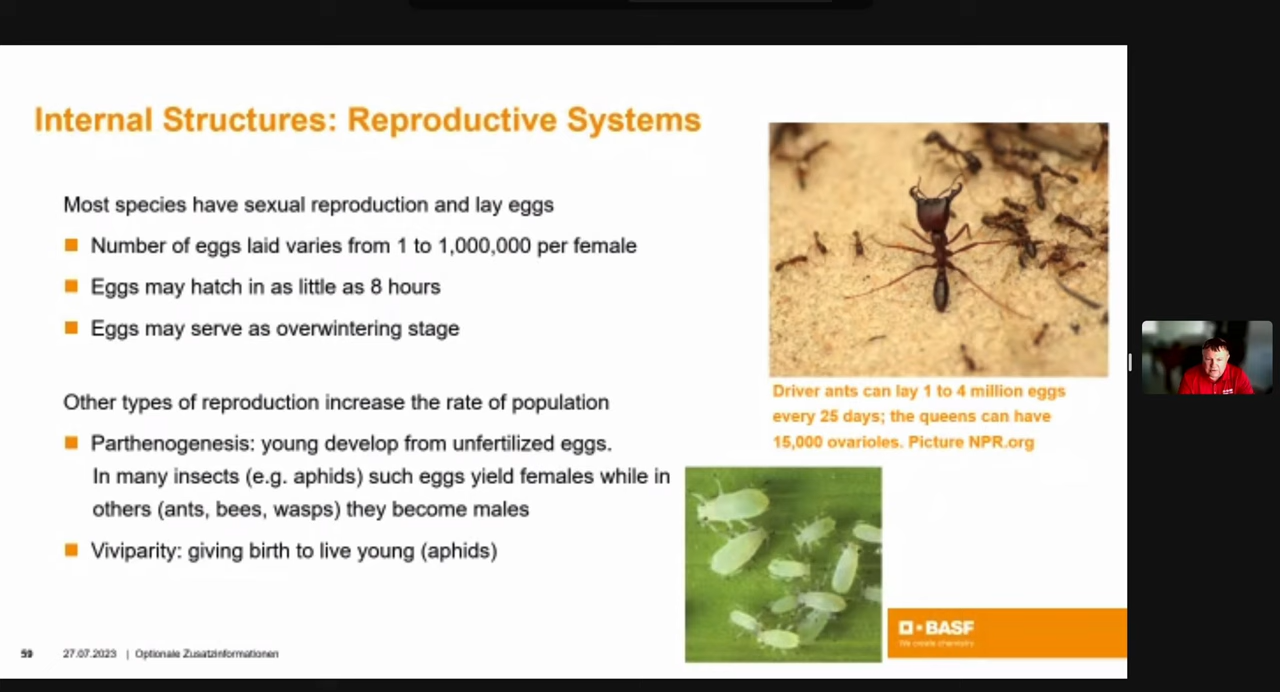 Internal Structures: Reproductive Systems
Most species have sexual reproduction and lay eggs
Number of eggs laid varies from 1 to 1,000,000 per female
Eggs may hatch in as little as 8 hours
Eggs may serve as overwintering stage
Other types of reproduction increase the rate of population
Parthenogenesis: young develop from unfertilized eggs.
In many insects (e.g. aphids) such eggs yield females while in
others (ants, bees, wasps) they become males
Viviparity: giving birth to live young (aphids)
Driver ants can lay 1 to 4 million eggs
every 25 days; the queens can have
15,000 ovarioles. Picture NPR.org
BASF
We create chemistry
59 27.07.2023 | Optionale Zusatzinformationen